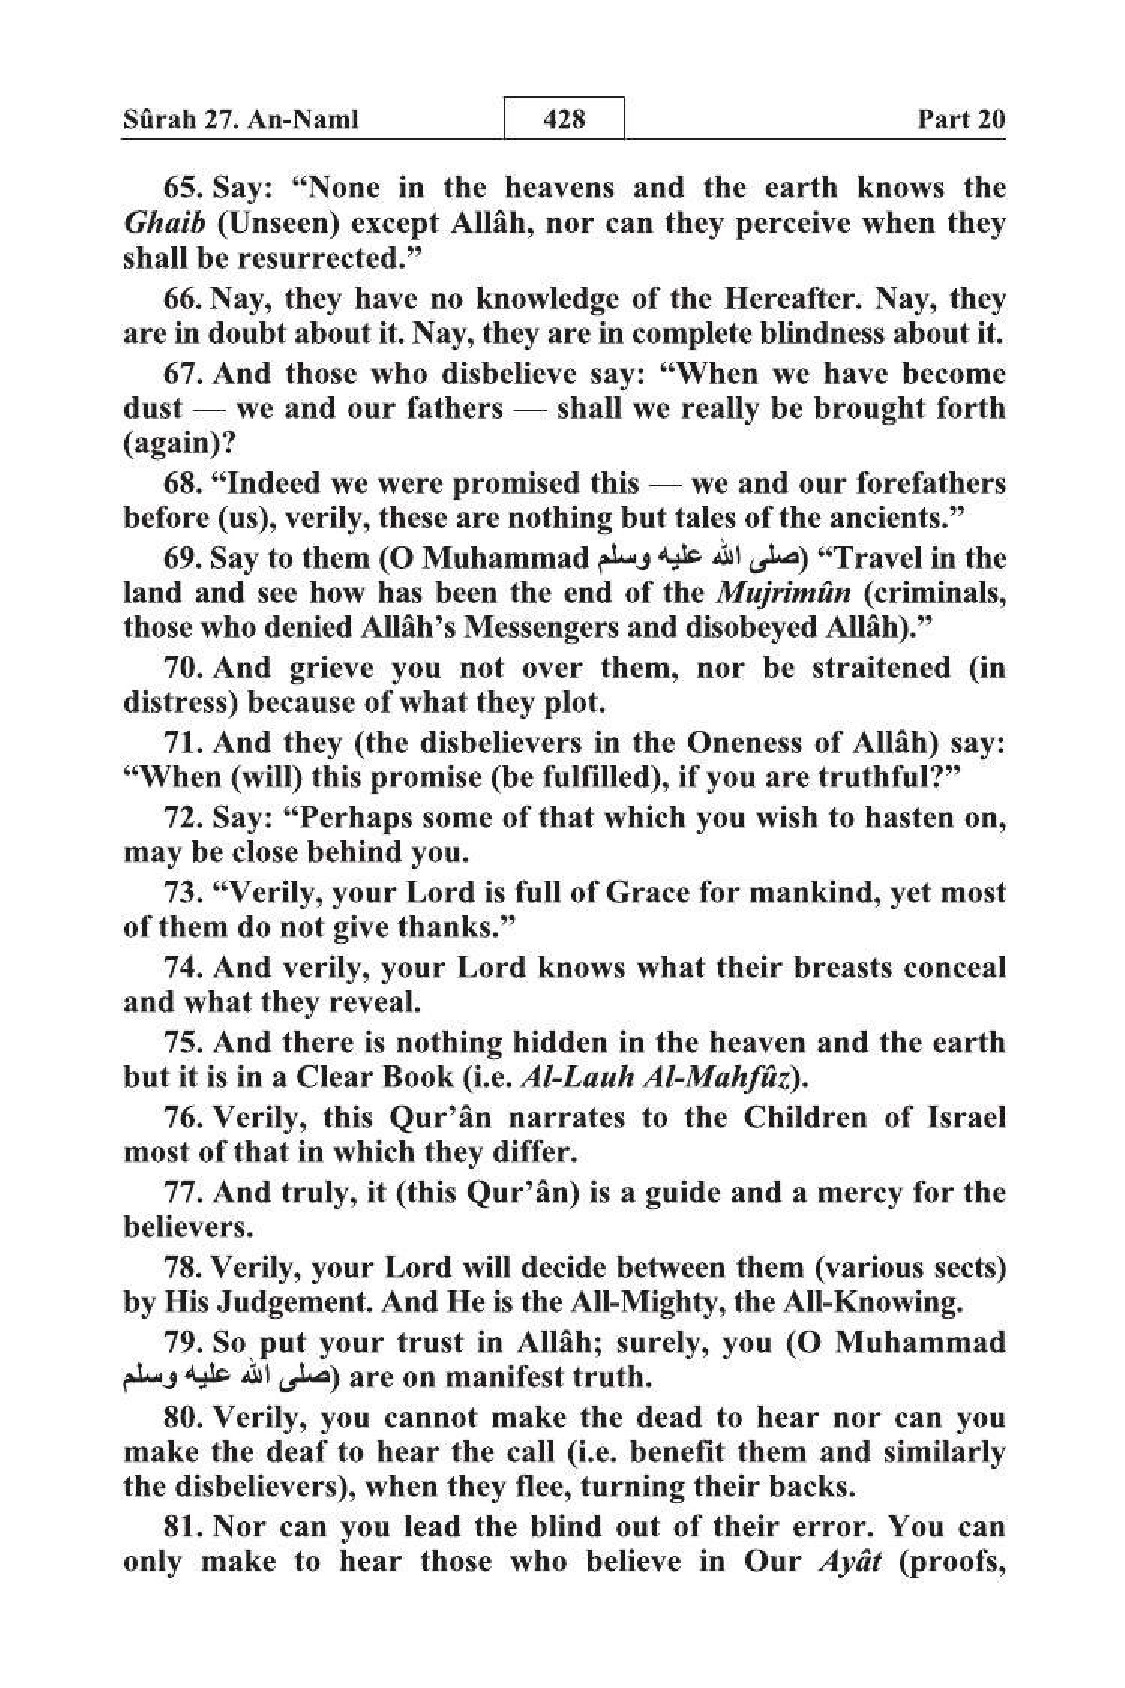 Sûrah 27. An-Naml 428 Part 20
65. Say: “None in the heavens and the earth knows the
Ghaib (Unseen) except Allâh, nor can they perceive when they
shall be resurrected.”
66. Nay, they have no knowledge of the Hereafter. Nay, they
are in doubt about it. Nay, they are in complete blindness about it.
67. And those who disbelieve say: “When we have become
dust — we and our fathers — shall we really be brought forth
(again)?
68. “Indeed we were promised this — we and our forefathers
before (us), verily, these are nothing but tales of the ancients.”
69. Say to them (O Muhammad صلى الله عليه وسلم) “Travel in the
land and see how has been the end of the Mujrimûn (criminals,
those who denied Allâh’s Messengers and disobeyed Allâh).”
70. And grieve you not over them, nor be straitened (in
distress) because of what they plot.
71. And they (the disbelievers in the Oneness of Allâh) say:
“When (will) this promise (be fulfilled), if you are truthful?”
72. Say: “Perhaps some of that which you wish to hasten on,
may be close behind you.
73. “Verily, your Lord is full of Grace for mankind, yet most
of them do not give thanks.”
74. And verily, your Lord knows what their breasts conceal
and what they reveal.
75. And there is nothing hidden in the heaven and the earth
but it is in a Clear Book (i.e. Al-Lauh Al-Mahfûz).
76. Verily, this Qur’ân narrates to the Children of Israel
most of that in which they differ.
77. And truly, it (this Qur’ân) is a guide and a mercy for the
believers.
78. Verily, your Lord will decide between them (various sects)
by His Judgement. And He is the All-Mighty, the All-Knowing.
79. So put your trust in Allâh; surely, you (O Muhammad
صلى الله عليه وسلم) are on manifest truth.
80. Verily, you cannot make the dead to hear nor can you
make the deaf to hear the call (i.e. benefit them and similarly
the disbelievers), when they flee, turning their backs.
81. Nor can you lead the blind out of their error. You can
only make to hear those who believe in Our Ayât (proofs,